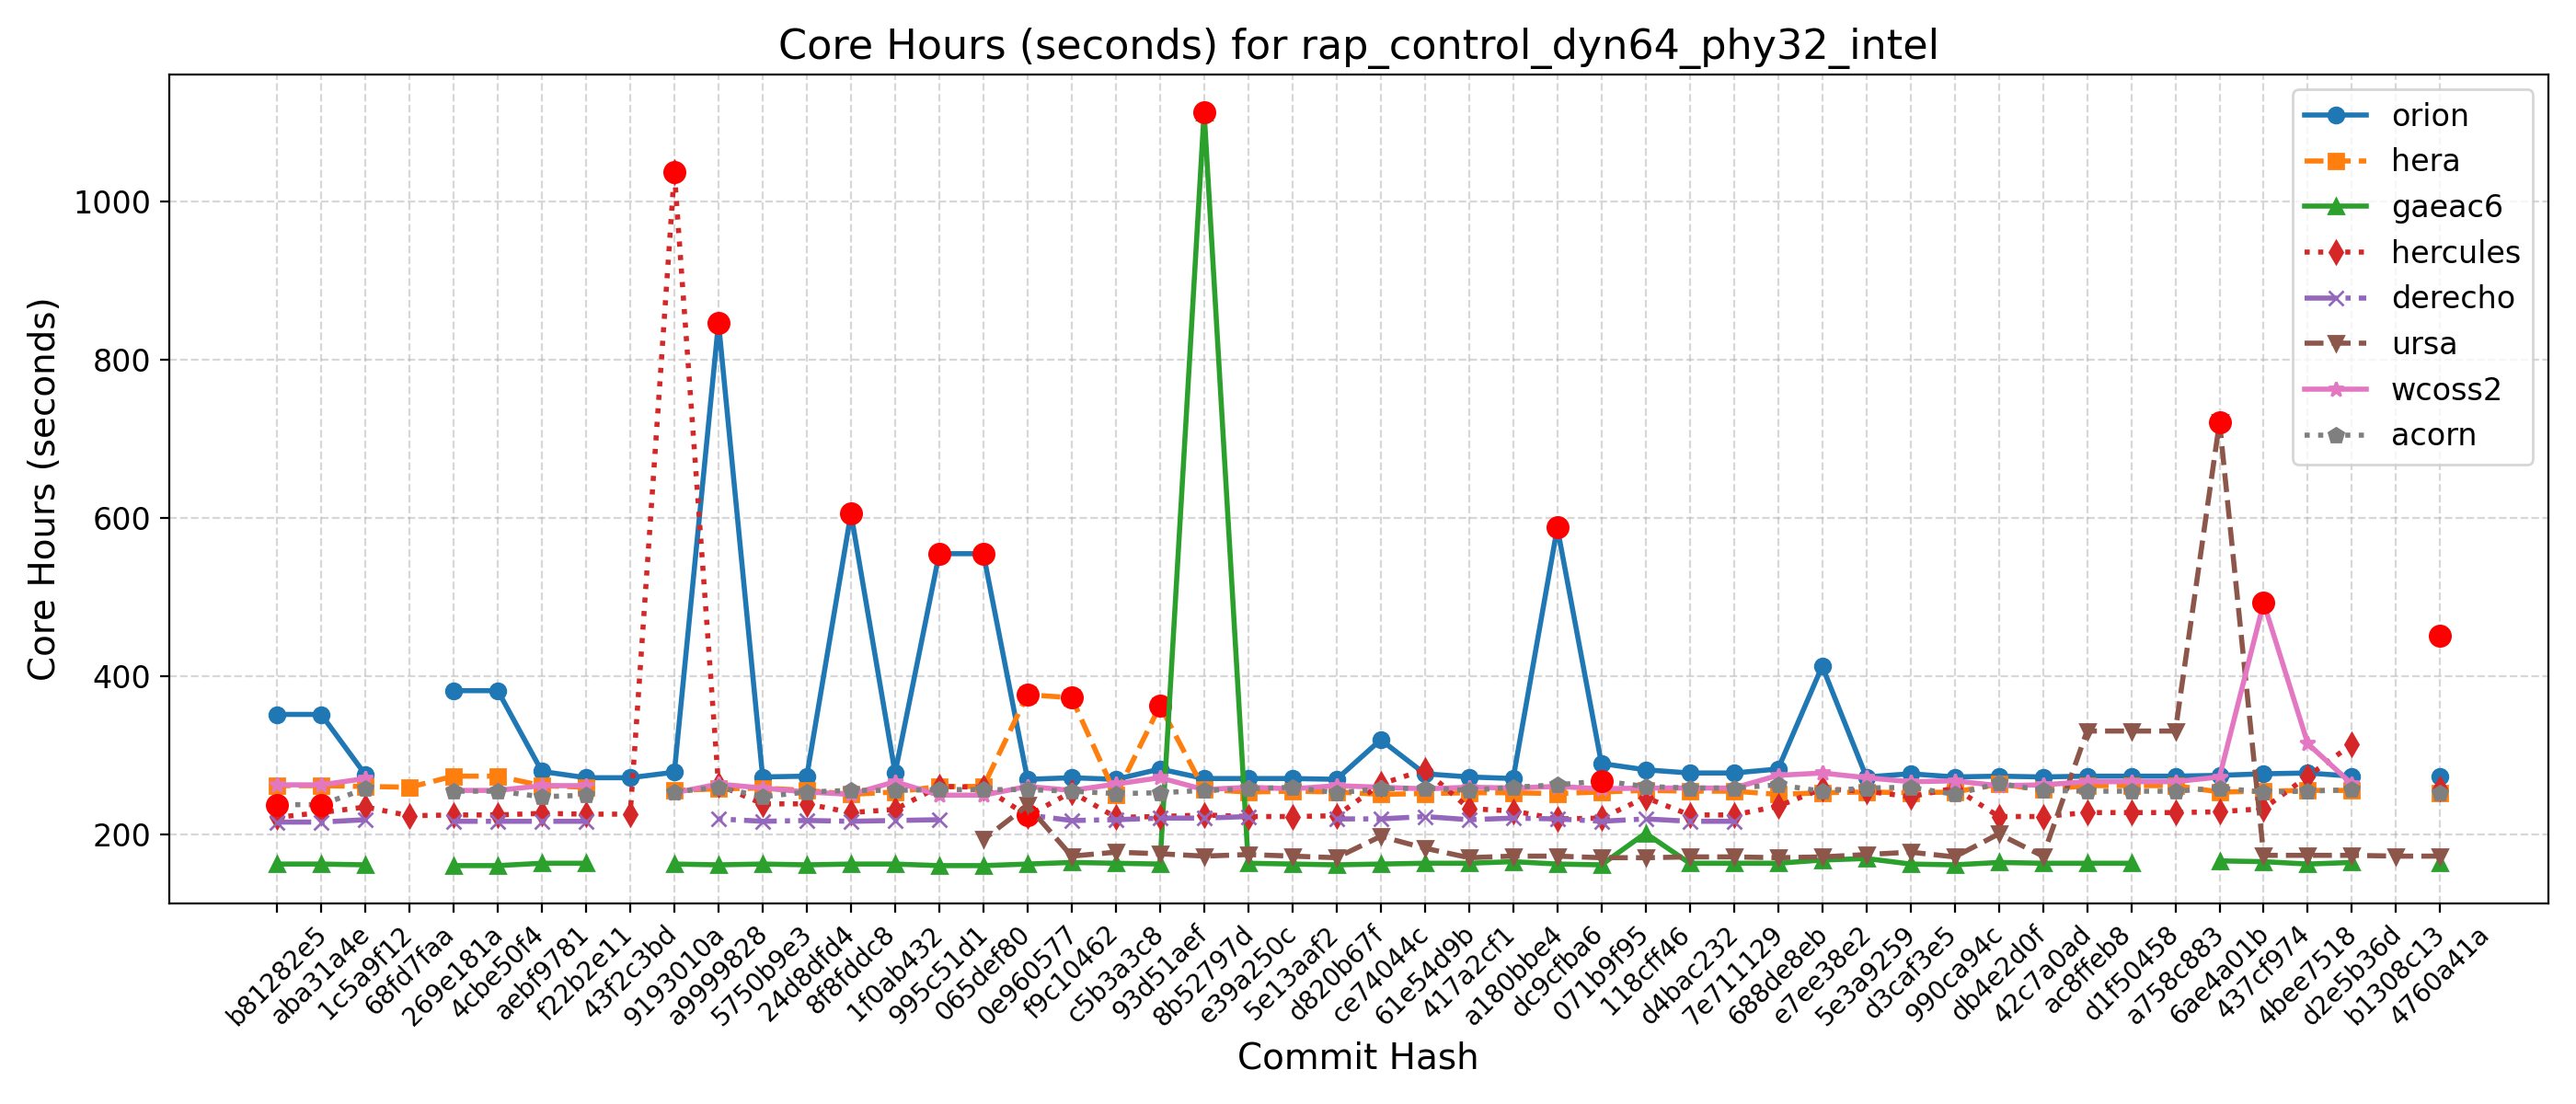 Core Hours (seconds) for rap_control_dyn64_phy32_intel
Core Hours (seconds)
1000
800
600
400
200
orion
hera
gaeac6
hercules
derecho
ursa
wcoss2
acorn
b81282e5
aba31a4e
1c5a9f12
68fd7faa
269e181a
4cbe50f4
aebf9781
f22b2e11
43f2c3bd
9193010a
a9999828
5750b9e3
24d8dfd4
8f8fddc8
1f0ab432
995c51d1
065def80
0e960577
f9c10462
c5b3a3c8
93d51aef
8b52797d
e39a250c
5e13aaf2
d820b67f
ce74044c
61e54d9b
417a2cf1
a180bbe4
dc9cfba6
071b9f95
118cff46
d4bac232
7e711129
688de8eb
e7ee38e2
5e3a9259
d3caf3e5
990ca94c
db4e2d0f
42c7a0ad
ac8ffeb8
d1f50458
a758c883
6ae4a01b
437cf974
4bee7518
d2e5b36d
b1308c13
4760a41a
Commit Hash